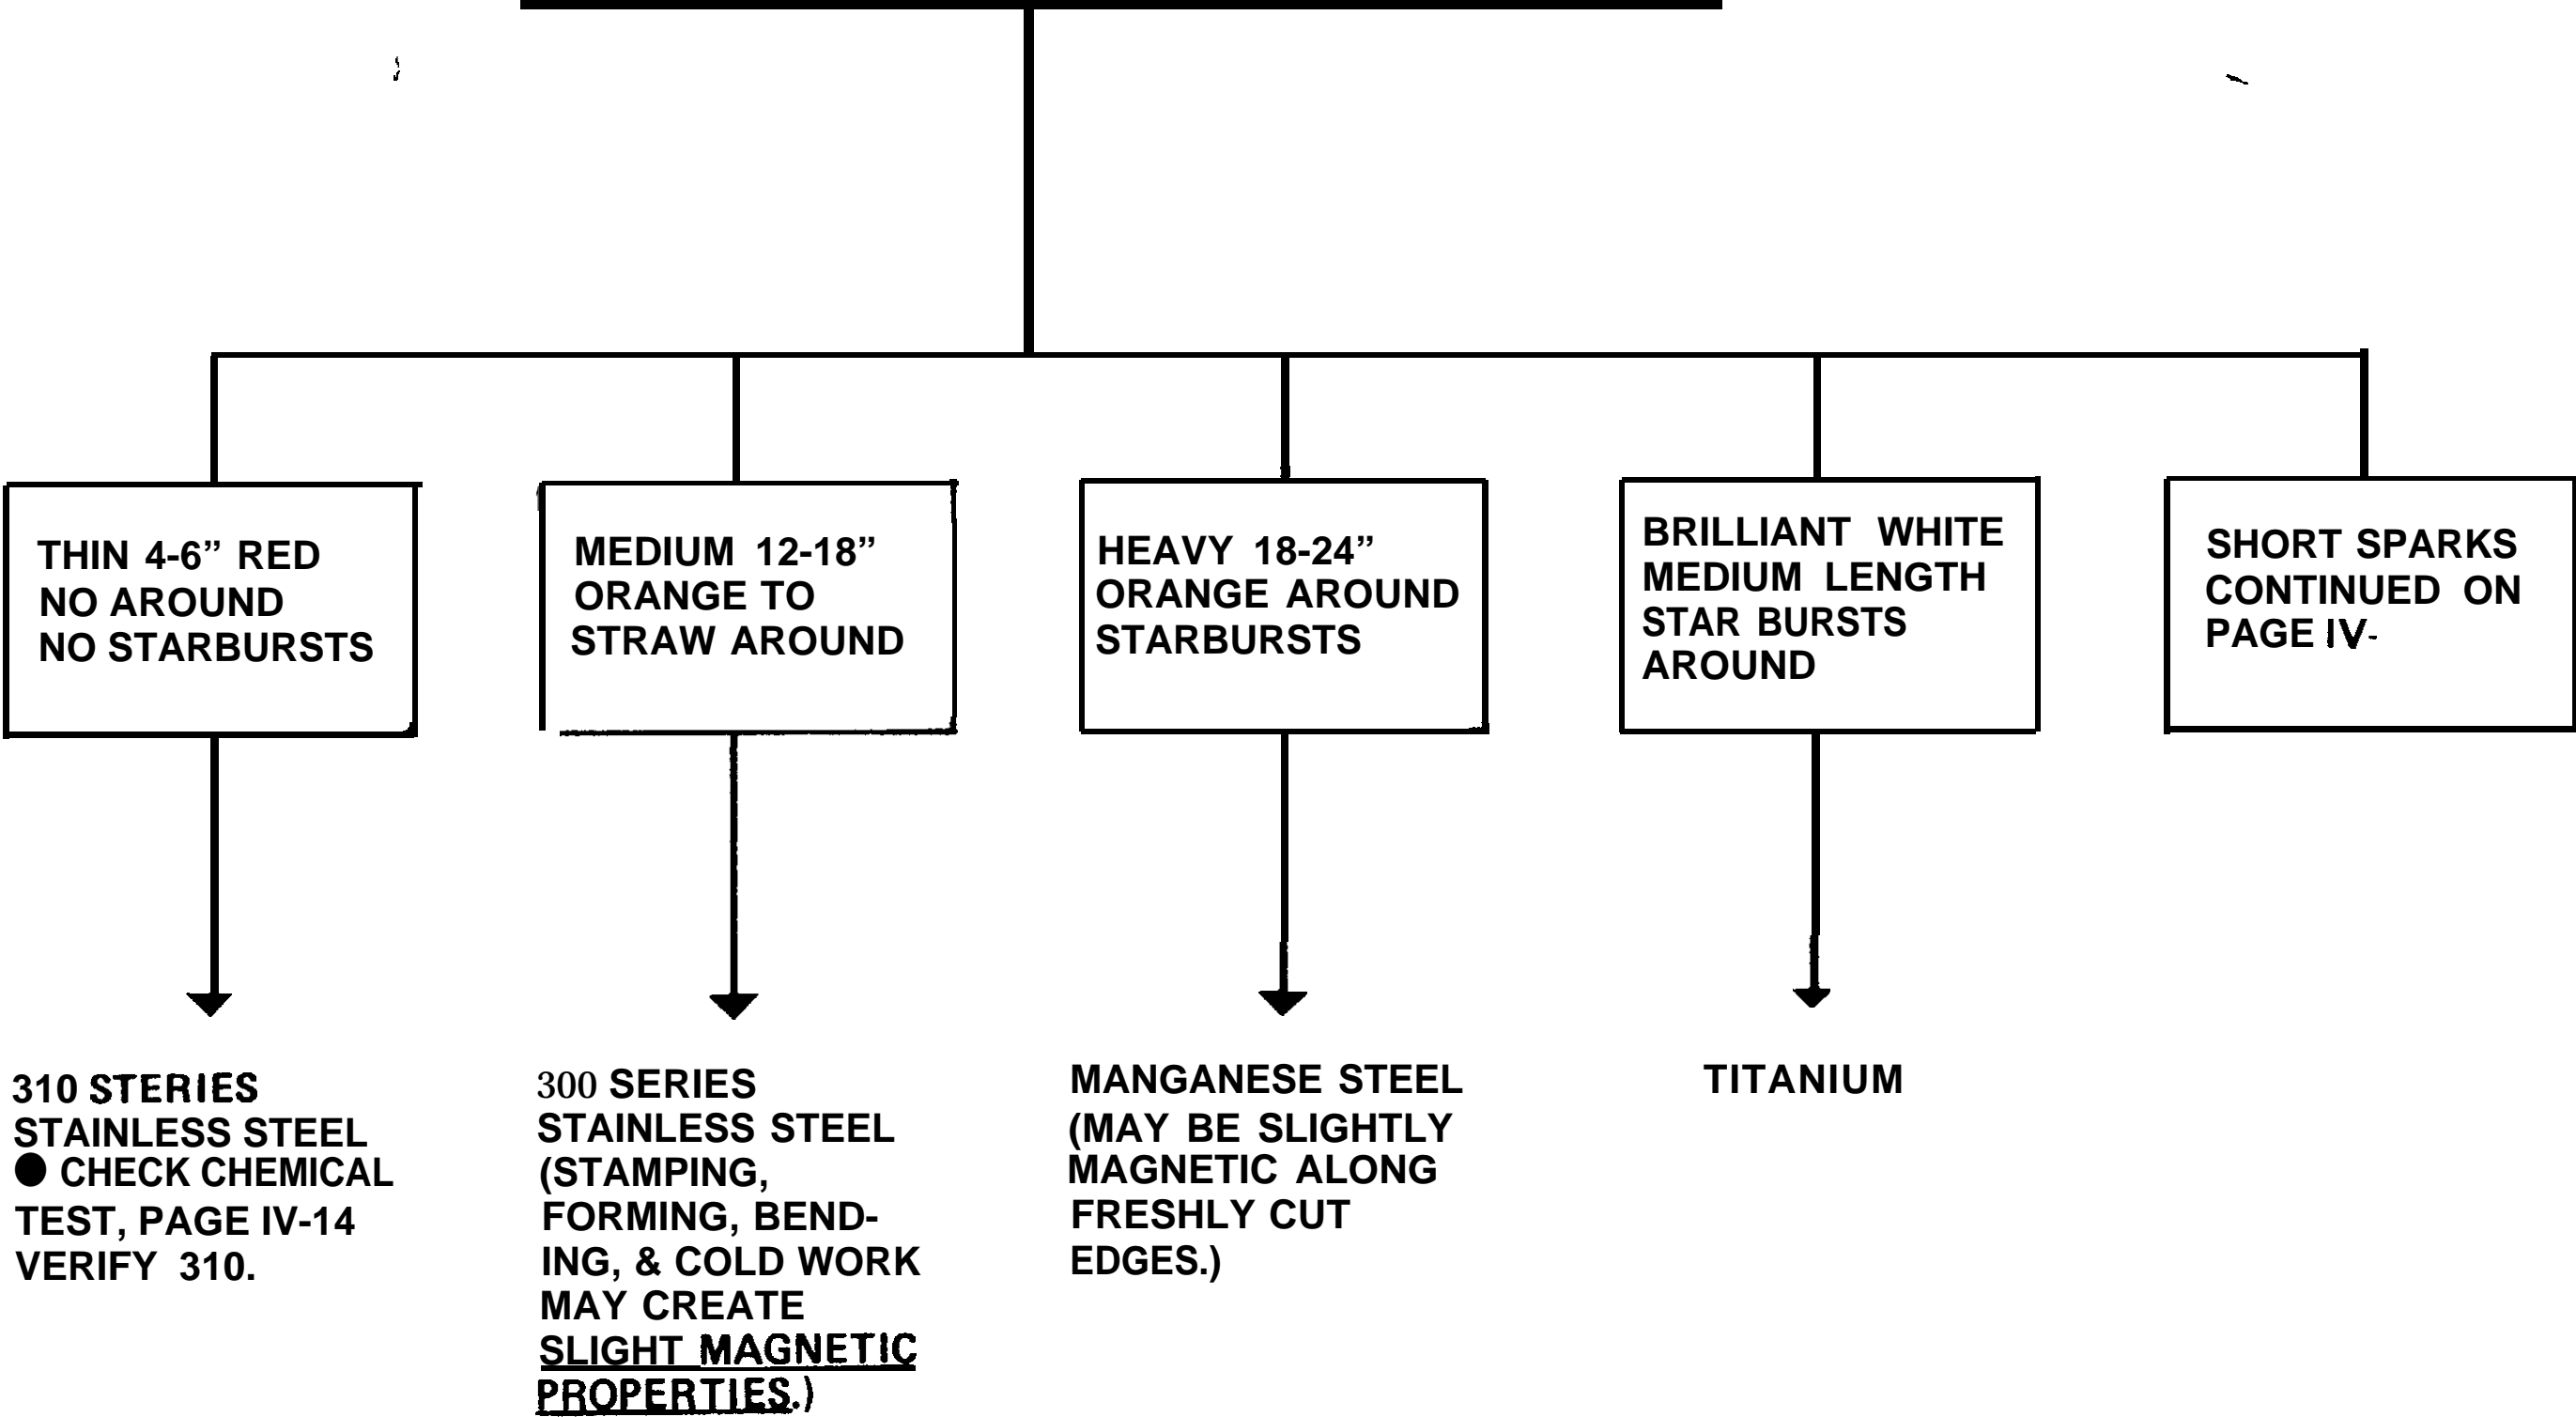 THIN 4-6” RED
NO AROUND
NO STARBURSTS
MEDIUM 12-18”
ORANGE TO
STRAW AROUND
HEAVY 18-24”
ORANGE AROUND
STARBURSTS
BRILLIANT WHITE
MEDIUM LENGTH
STAR BURSTS
AROUND
SHORT SPARKS
CONTINUED ON
PAGE IV-
310 STERIES
STAINLESS STEEL
● CHECK CHEMICAL
TEST, PAGE IV-14
VERIFY 310.
300 SERIES
STAINLESS STEEL
(STAMPING,
FORMING, BEND-
ING, & COLD WORK
MAY CREATE
SLIGHT MAGNETIC
PROPERTIES.)
MANGANESE STEEL
(MAY BE SLIGHTLY
MAGNETIC ALONG
FRESHLY CUT
EDGES.)
TITANIUM